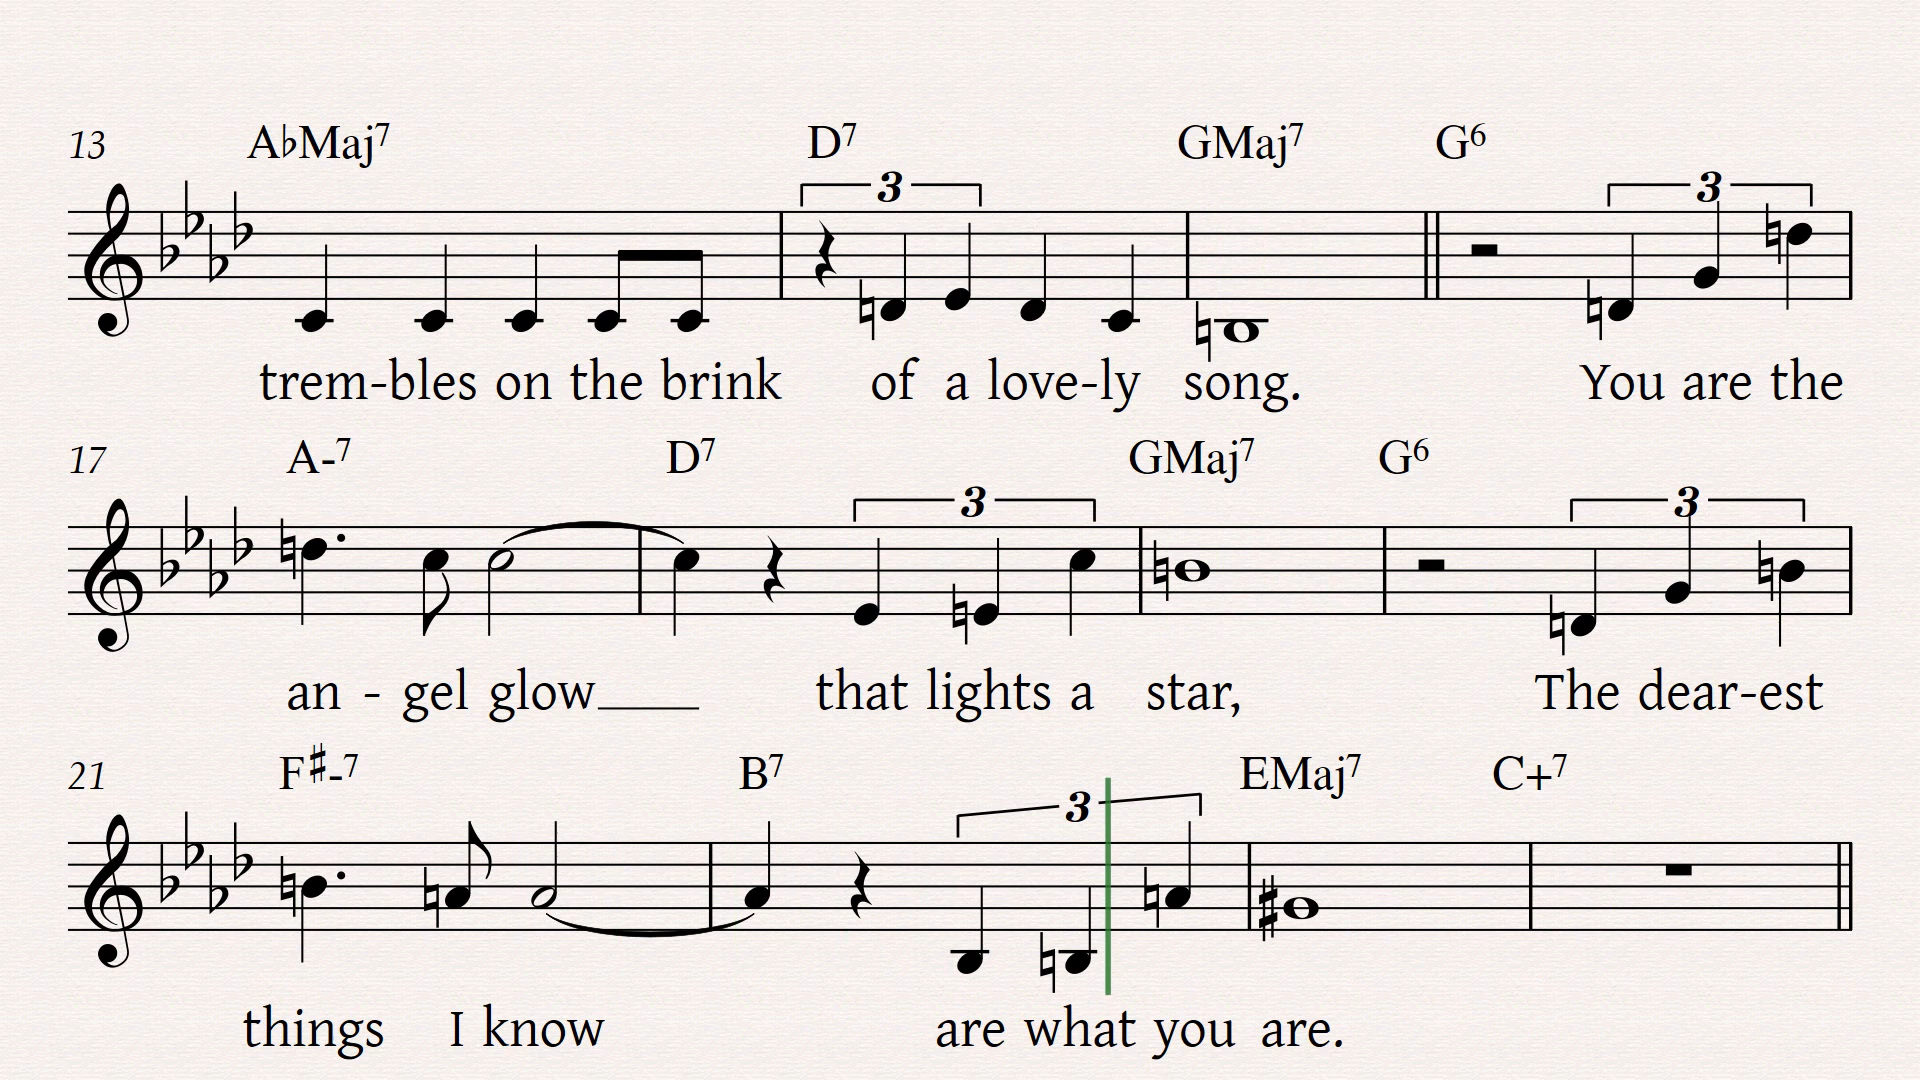 13 A♭Maj7 D7 GMaj7 G6
3 3
trem-bles on the brink of a love-ly song. You are the
17 A-7 D7 GMaj7 G6
3 3
an - gel glow____ that lights a star, The dear-est
21 F♯-7 B7 EMaj7 C+7
3
things I know are what you are.